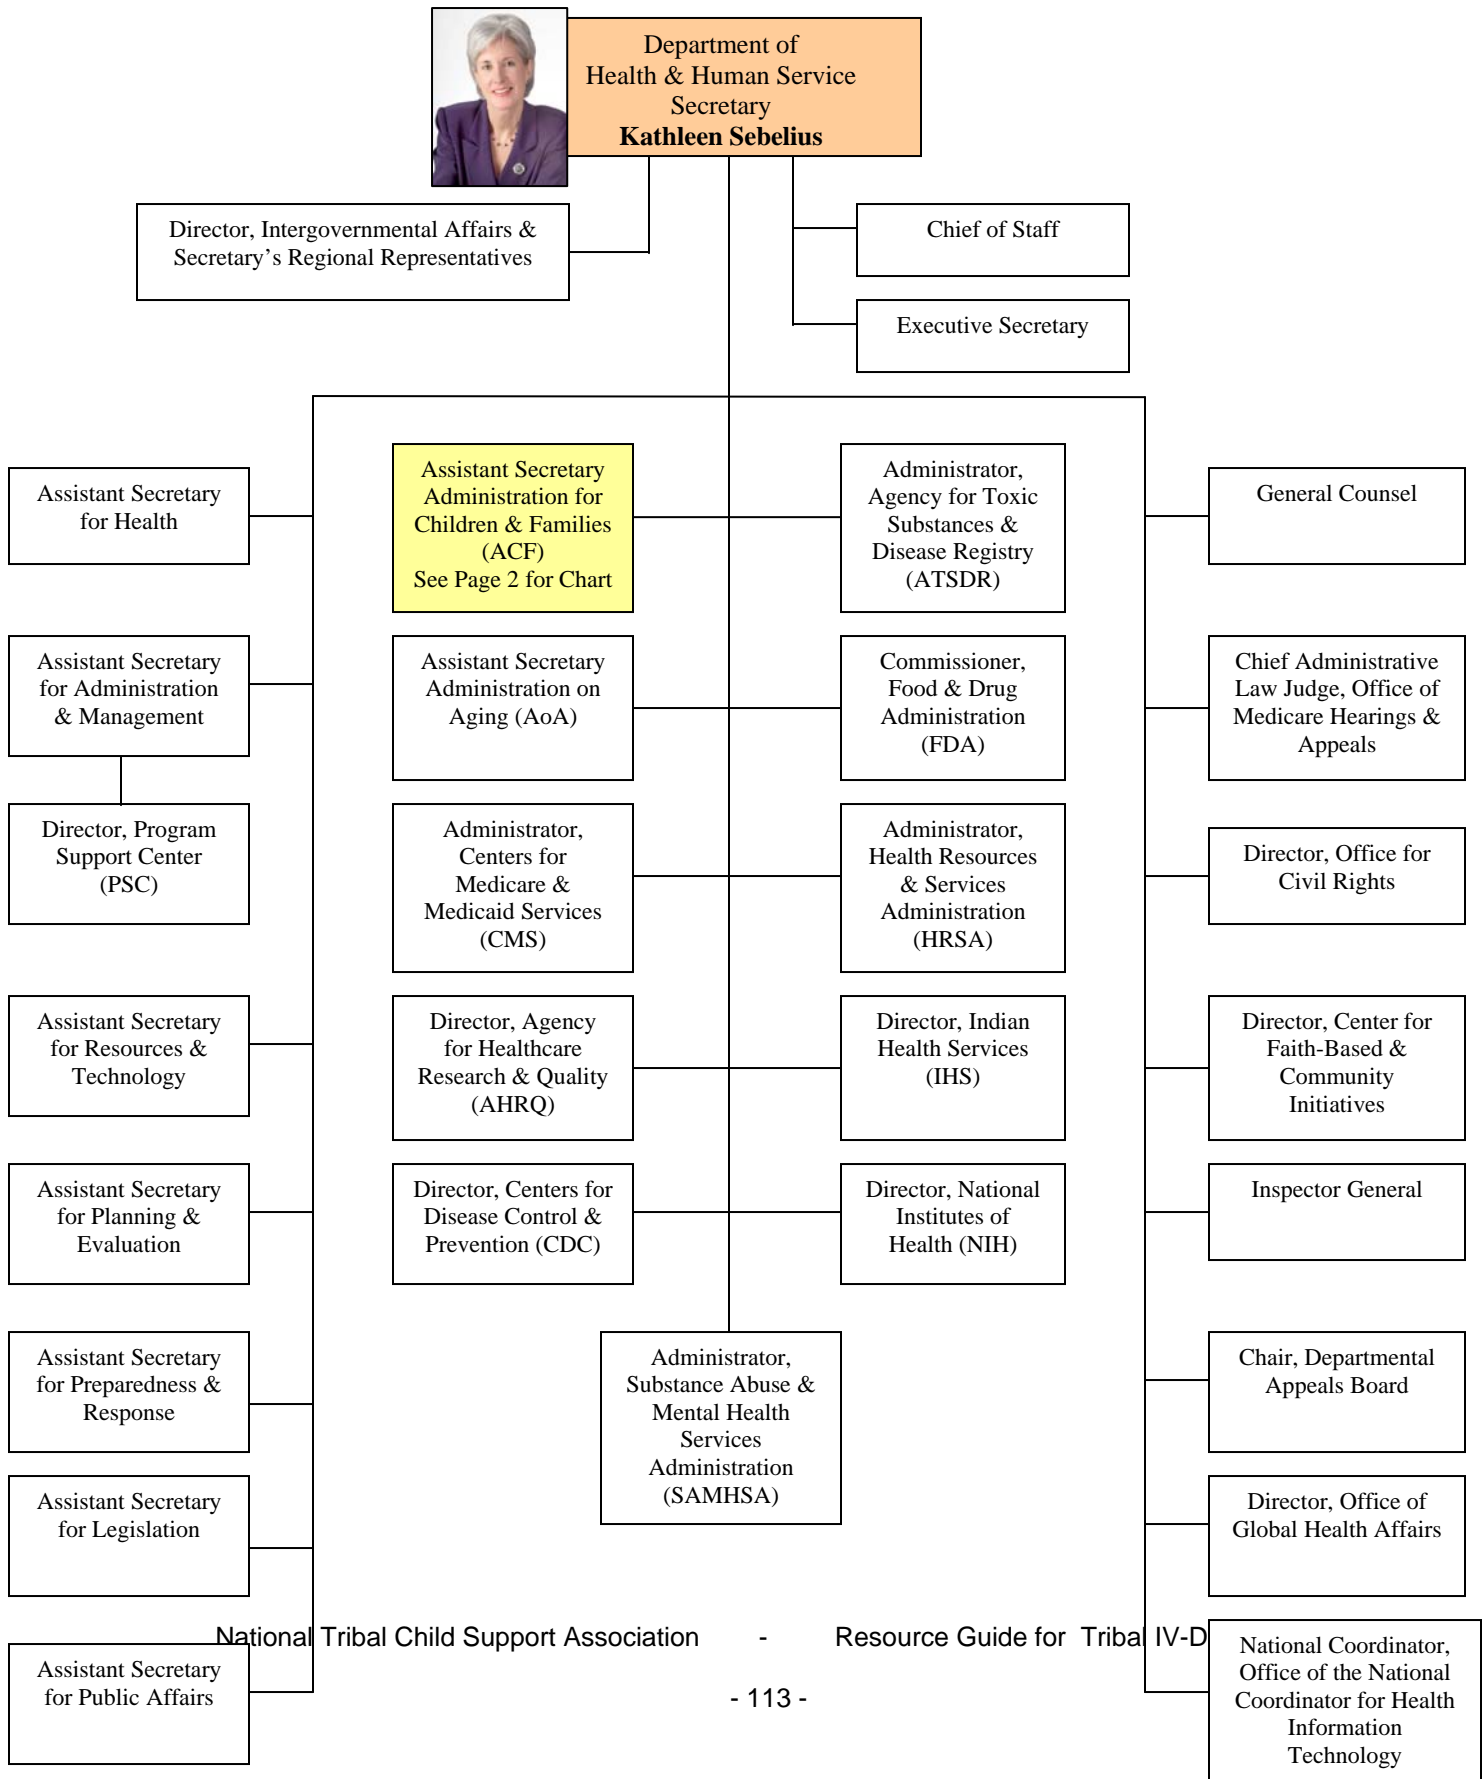 Department of
Health & Human Service
Secretary
Kathleen Sebelius
Director, Intergovernmental Affairs &
Secretary’s Regional Representatives
Chief of Staff
Executive Secretary
Assistant Secretary
for Health
Assistant Secretary
for Administration
& Management
Director, Program
Support Center
(PSC)
Assistant Secretary
for Resources &
Technology
Assistant Secretary
for Planning &
Evaluation
Assistant Secretary
for Preparedness &
Response
Assistant Secretary
for Legislation
Assistant Secretary
for Public Affairs
Assistant Secretary
Administration for
Children & Families
(ACF)
See Page 2 for Chart
Assistant Secretary
Administration on
Aging (AoA)
Administrator,
Centers for
Medicare &
Medicaid Services
(CMS)
Director, Agency
for Healthcare
Research & Quality
(AHRQ)
Director, Centers for
Disease Control &
Prevention (CDC)
Administrator,
Agency for Toxic
Substances &
Disease Registry
(ATSDR)
Commissioner,
Food & Drug
Administration
(FDA)
Administrator,
Health Resources
& Services
Administration
(HRSA)
Director, Indian
Health Services
(IHS)
Director, National
Institutes of
Health (NIH)
Administrator,
Substance Abuse &
Mental Health
Services
Administration
(SAMHSA)
General Counsel
Chief Administrative
Law Judge, Office of
Medicare Hearings &
Appeals
Director, Office for
Civil Rights
Director, Center for
Faith-Based &
Community
Initiatives
Inspector General
Chair, Departmental
Appeals Board
Director, Office of
Global Health Affairs
National Coordinator,
Office of the National
Coordinator for Health
Information
Technology
National Tribal Child Support Association - Resource Guide for Tribal IV-D
- 113 -